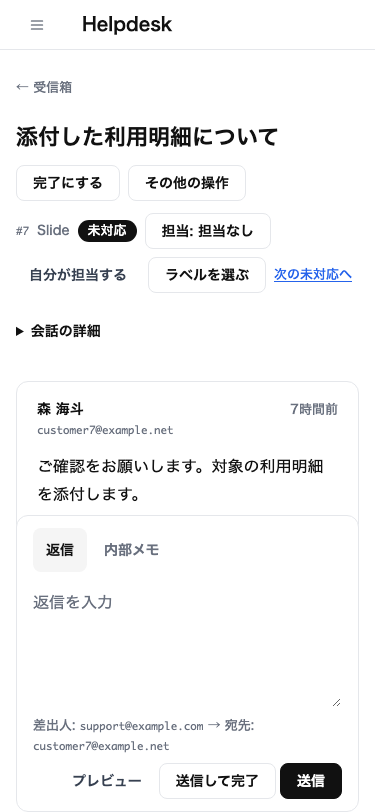 Helpdesk
← 受信箱
添付した利用明細について
完了にする その他の操作
#7 Slide 未対応 担当: 担当なし
自分が担当する ラベルを選ぶ 次の未対応へ
▶ 会話の詳細
森 海斗 7時間前
customer7@example.net
ご確認をお願いします。対象の利用明細
を添付します。
返信 内部メモ
返信を入力
差出人: support@example.com → 宛先:
customer7@example.net
プレビュー 送信して完了 送信